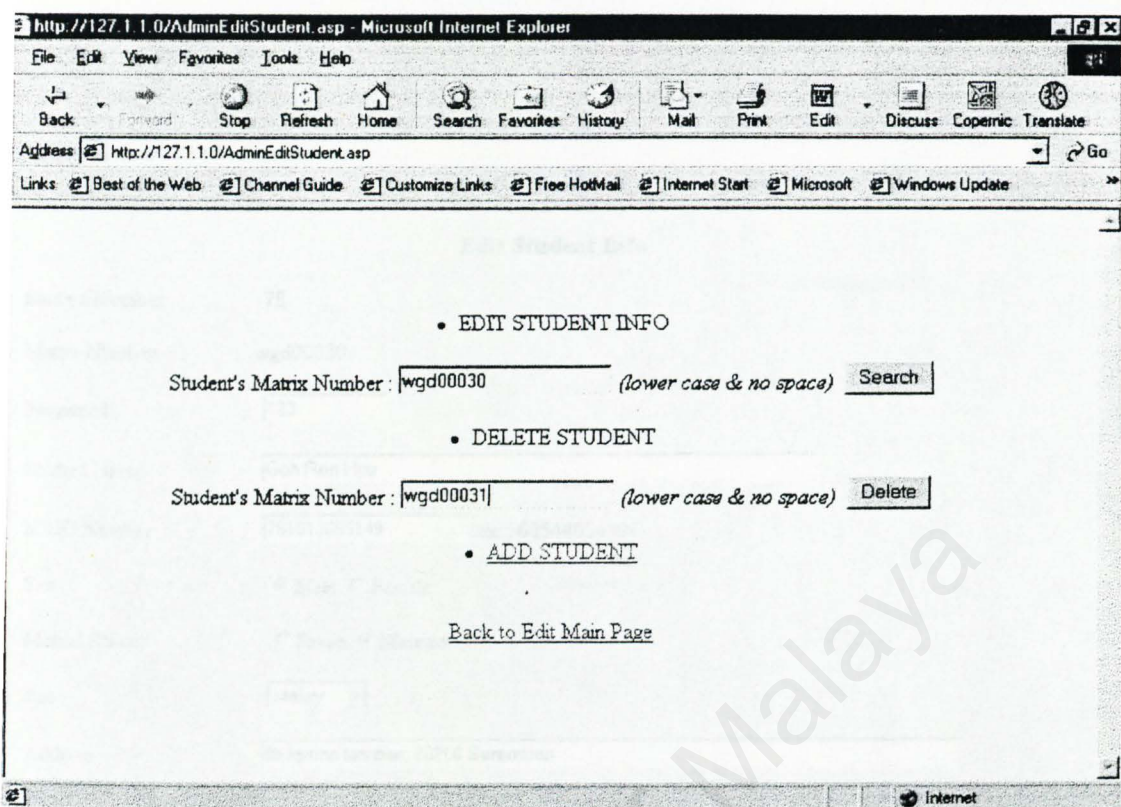 http://127.1.1.0/AdminEditStudent.asp - Microsoft Internet Explorer
File Edit View Favorites Tools Help
Back Forward Stop Refresh Home Search Favorites History Mail Print Edit Discuss Copernic Translate
Address http://127.1.1.0/AdminEditStudent.asp Go
Links Best of the Web Channel Guide Customize Links Free HotMail Internet Start Microsoft Windows Update »
Edit Student Info
75
• EDIT STUDENT INFO
Student's Matrix Number : wgd00030 (lower case & no space) Search
• DELETE STUDENT
Student's Matrix Number : wgd00031 (lower case & no space) Delete
• ADD STUDENT
Back to Edit Main Page
Malaya
Internet